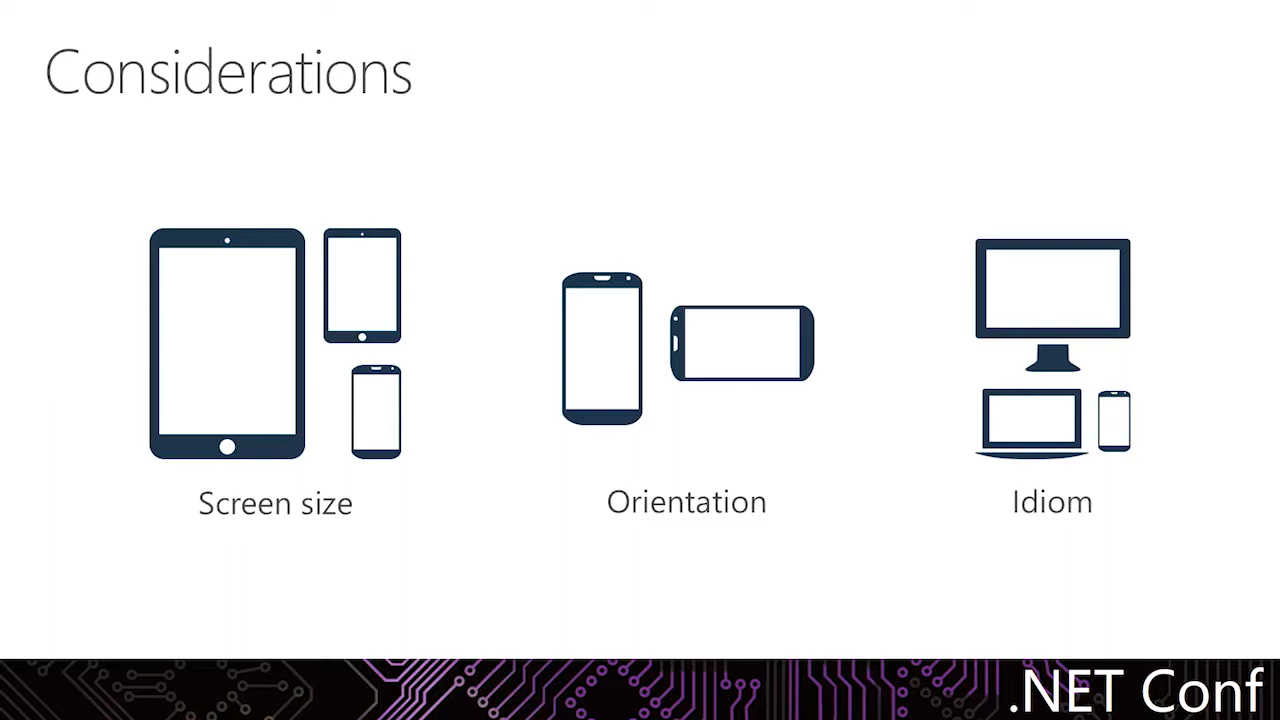 Considerations
Screen size
Orientation
Idiom
.NET Conf